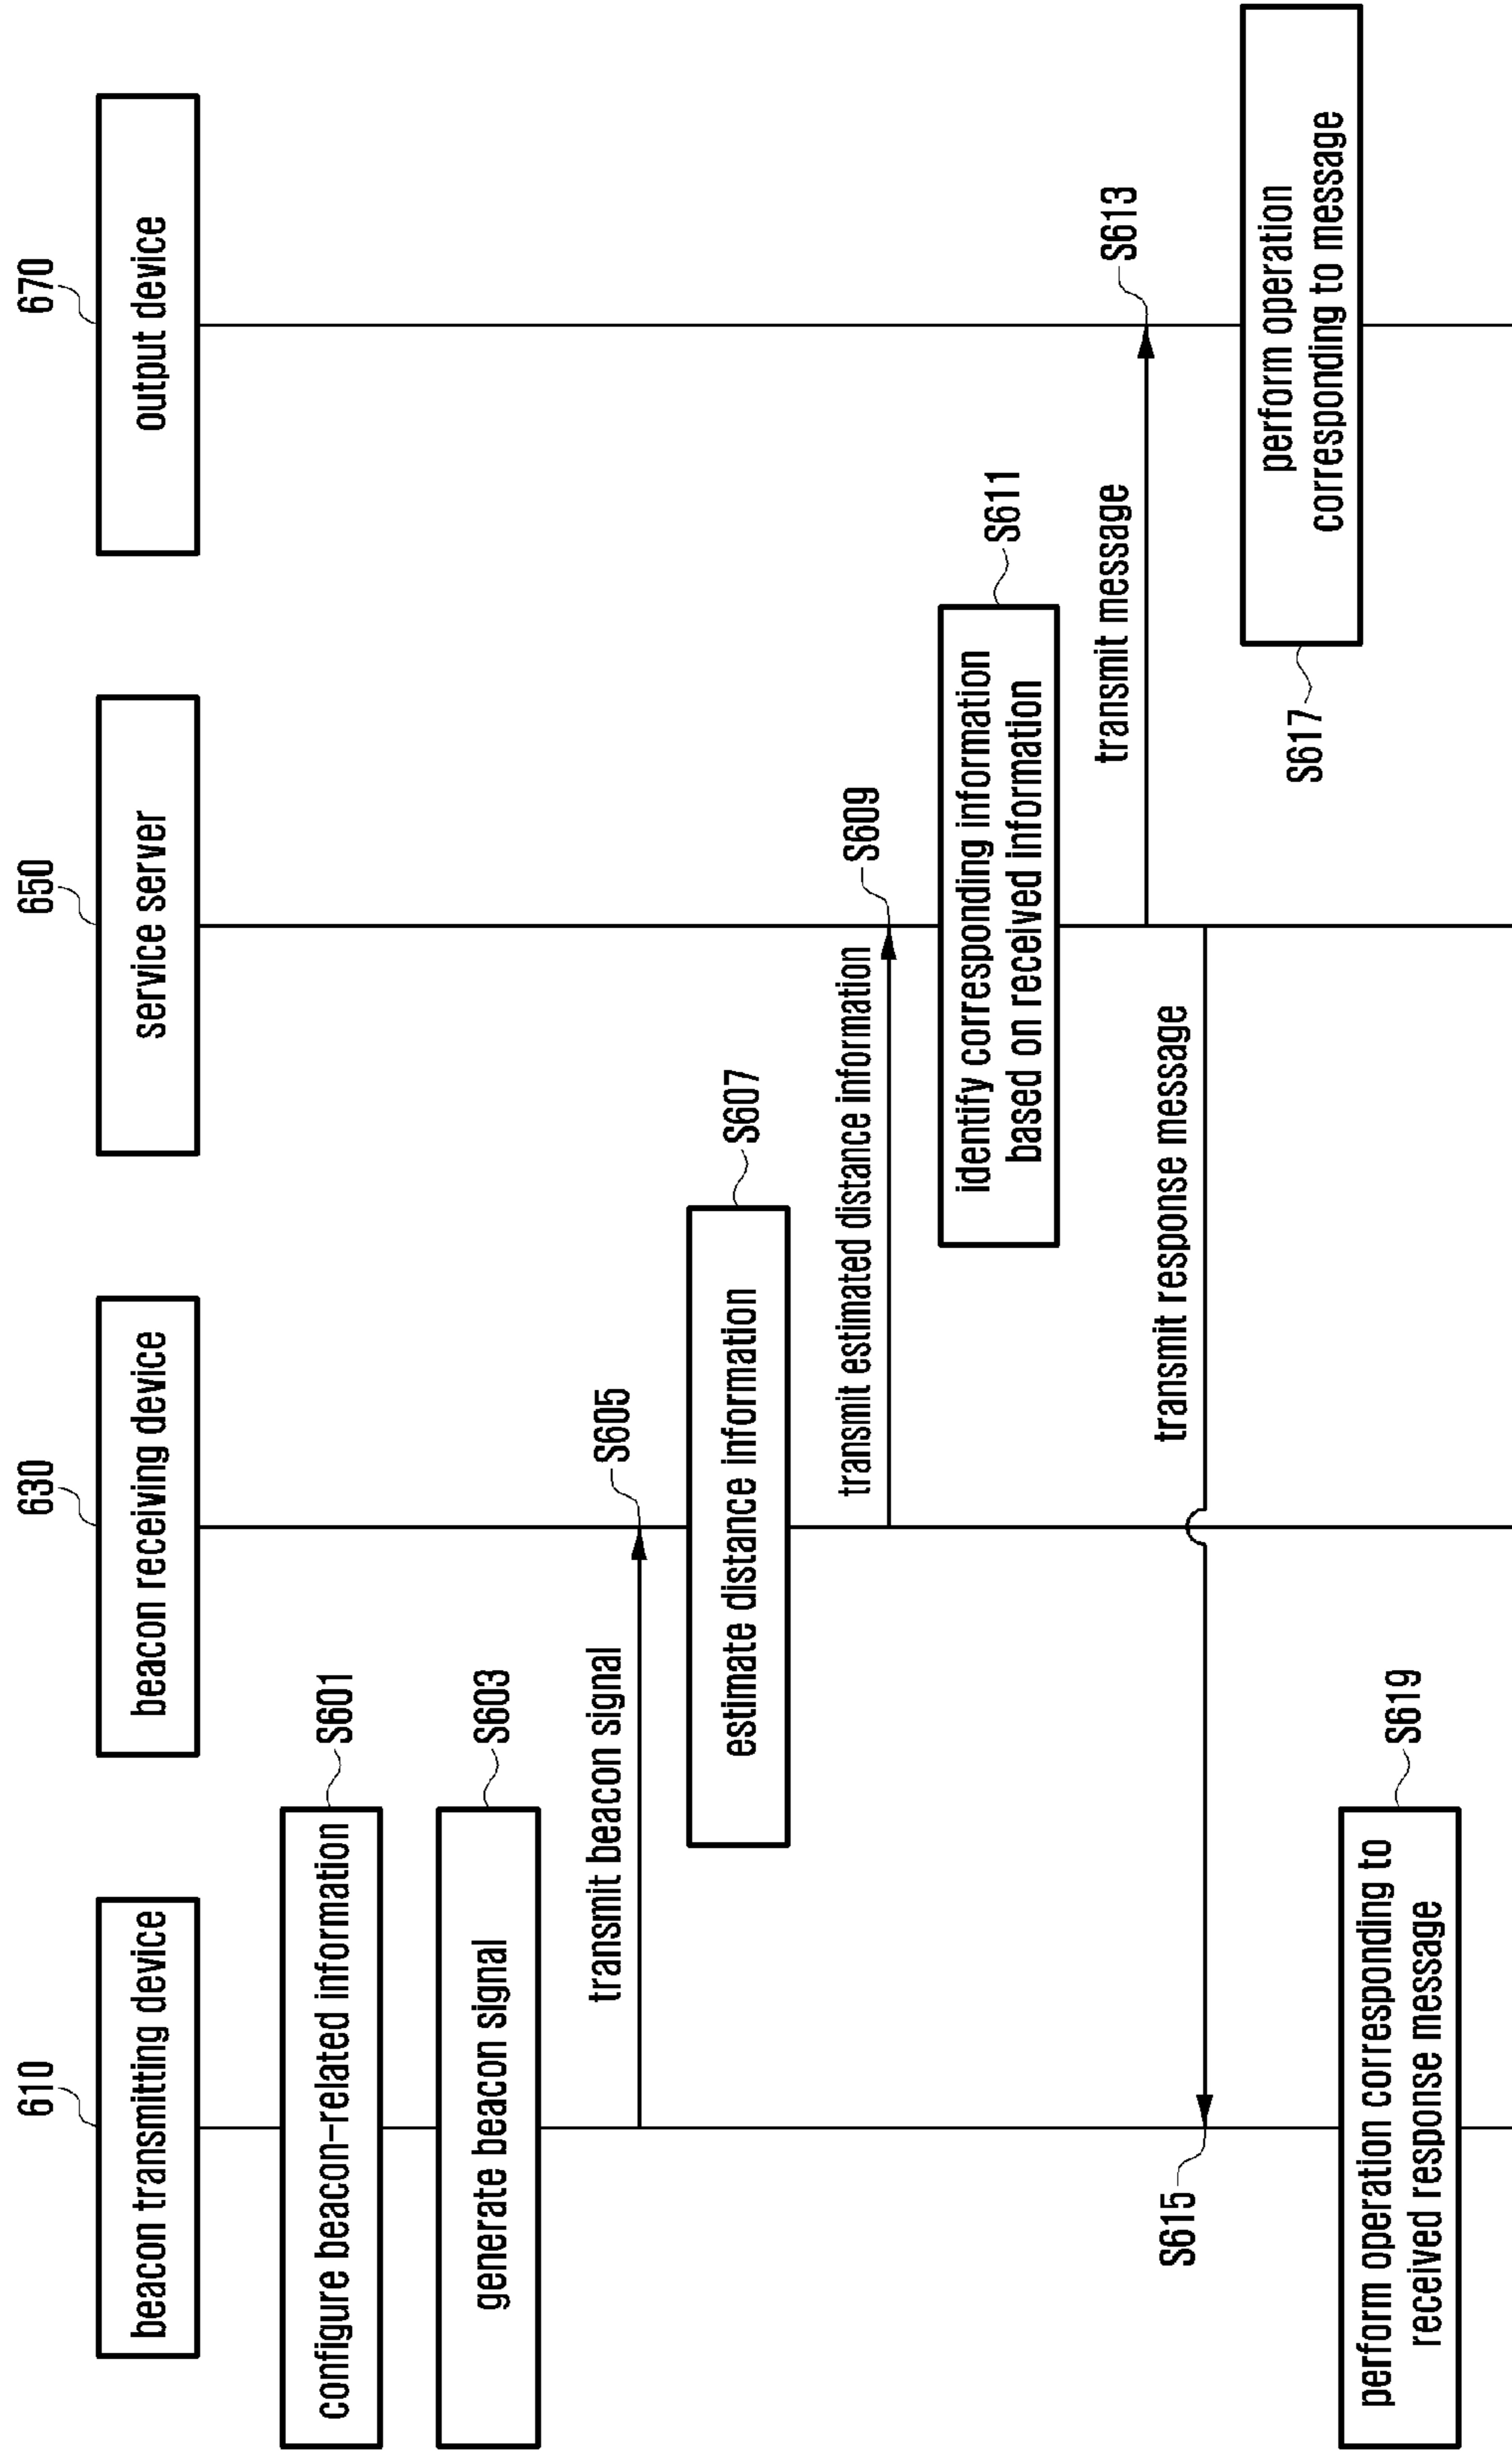 610
630
650
670
beacon transmitting device
beacon receiving device
service server
output device
configure beacon-related information
S601
generate beacon signal
S603
transmit beacon signal
S605
estimate distance information
S607
transmit estimated distance information
S609
identify corresponding information
based on received information
S611
transmit message
S613
transmit response message
S615
perform operation
corresponding to message
S617
perform operation corresponding to
received response message
S619